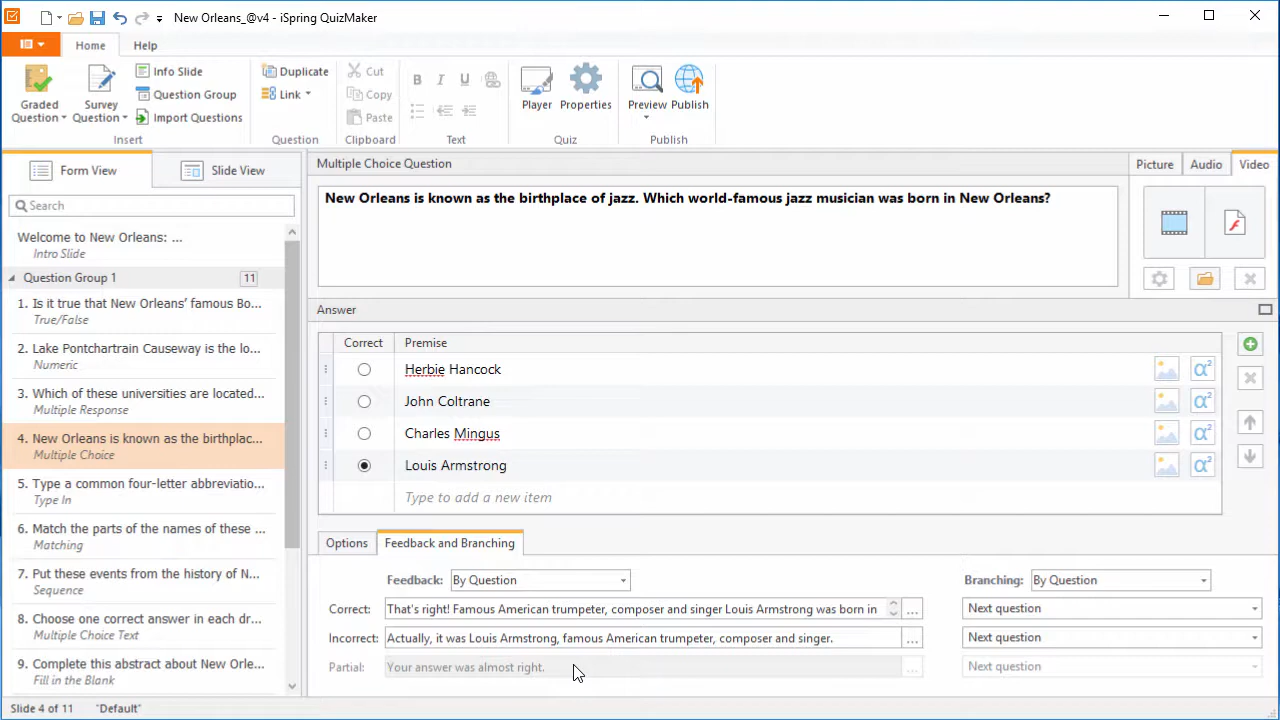 New Orleans_@v4 - iSpring QuizMaker
Home
Help
Graded Question
Survey Question
Info Slide
Question Group
Import Questions
Insert
Duplicate
Link
Question
Cut
Copy
Paste
Clipboard
B I U
Text
Player
Properties
Quiz
Preview
Publish
Publish
Form View
Slide View
Search
Welcome to New Orleans: ...
Intro Slide
Question Group 1
11
1. Is it true that New Orleans' famous Bo...
True/False
2. Lake Pontchartrain Causeway is the lo...
Numeric
3. Which of these universities are located...
Multiple Response
4. New Orleans is known as the birthplac...
Multiple Choice
5. Type a common four-letter abbreviatio...
Type In
6. Match the parts of the names of these ...
Matching
7. Put these events from the history of N...
Sequence
8. Choose one correct answer in each dr...
Multiple Choice Text
9. Complete this abstract about New Orle...
Fill in the Blank
Multiple Choice Question
Picture
Audio
Video
New Orleans is known as the birthplace of jazz. Which world-famous jazz musician was born in New Orleans?
Answer
Correct
Premise
Herbie Hancock
α²
John Coltrane
α²
Charles Mingus
α²
Louis Armstrong
α²
Type to add a new item
Options
Feedback and Branching
Feedback: By Question
Branching: By Question
Correct: That's right! Famous American trumpeter, composer and singer Louis Armstrong was born in ... Next question
Incorrect: Actually, it was Louis Armstrong, famous American trumpeter, composer and singer. ... Next question
Partial: Your answer was almost right. ... Next question
Slide 4 of 11
"Default"